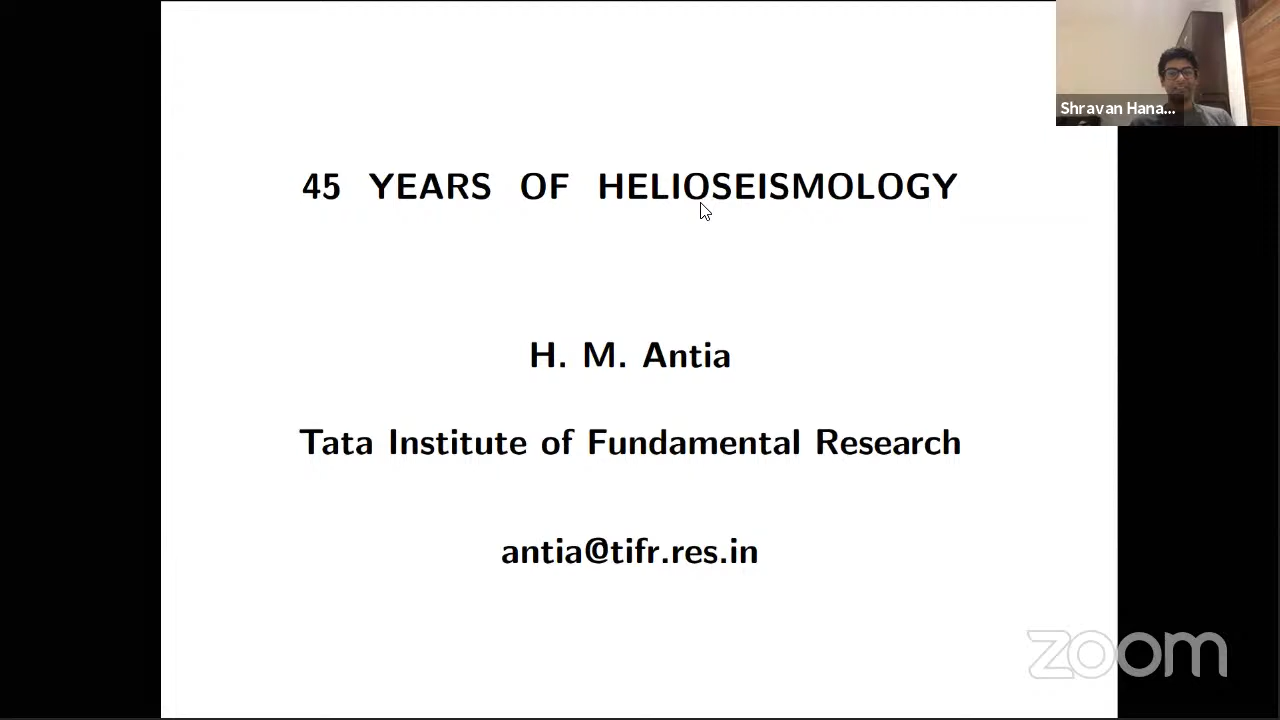 Shravan Hana...
45 YEARS OF HELIOSEISMOLOGY
H. M. Antia
Tata Institute of Fundamental Research
antia@tifr.res.in
zoom